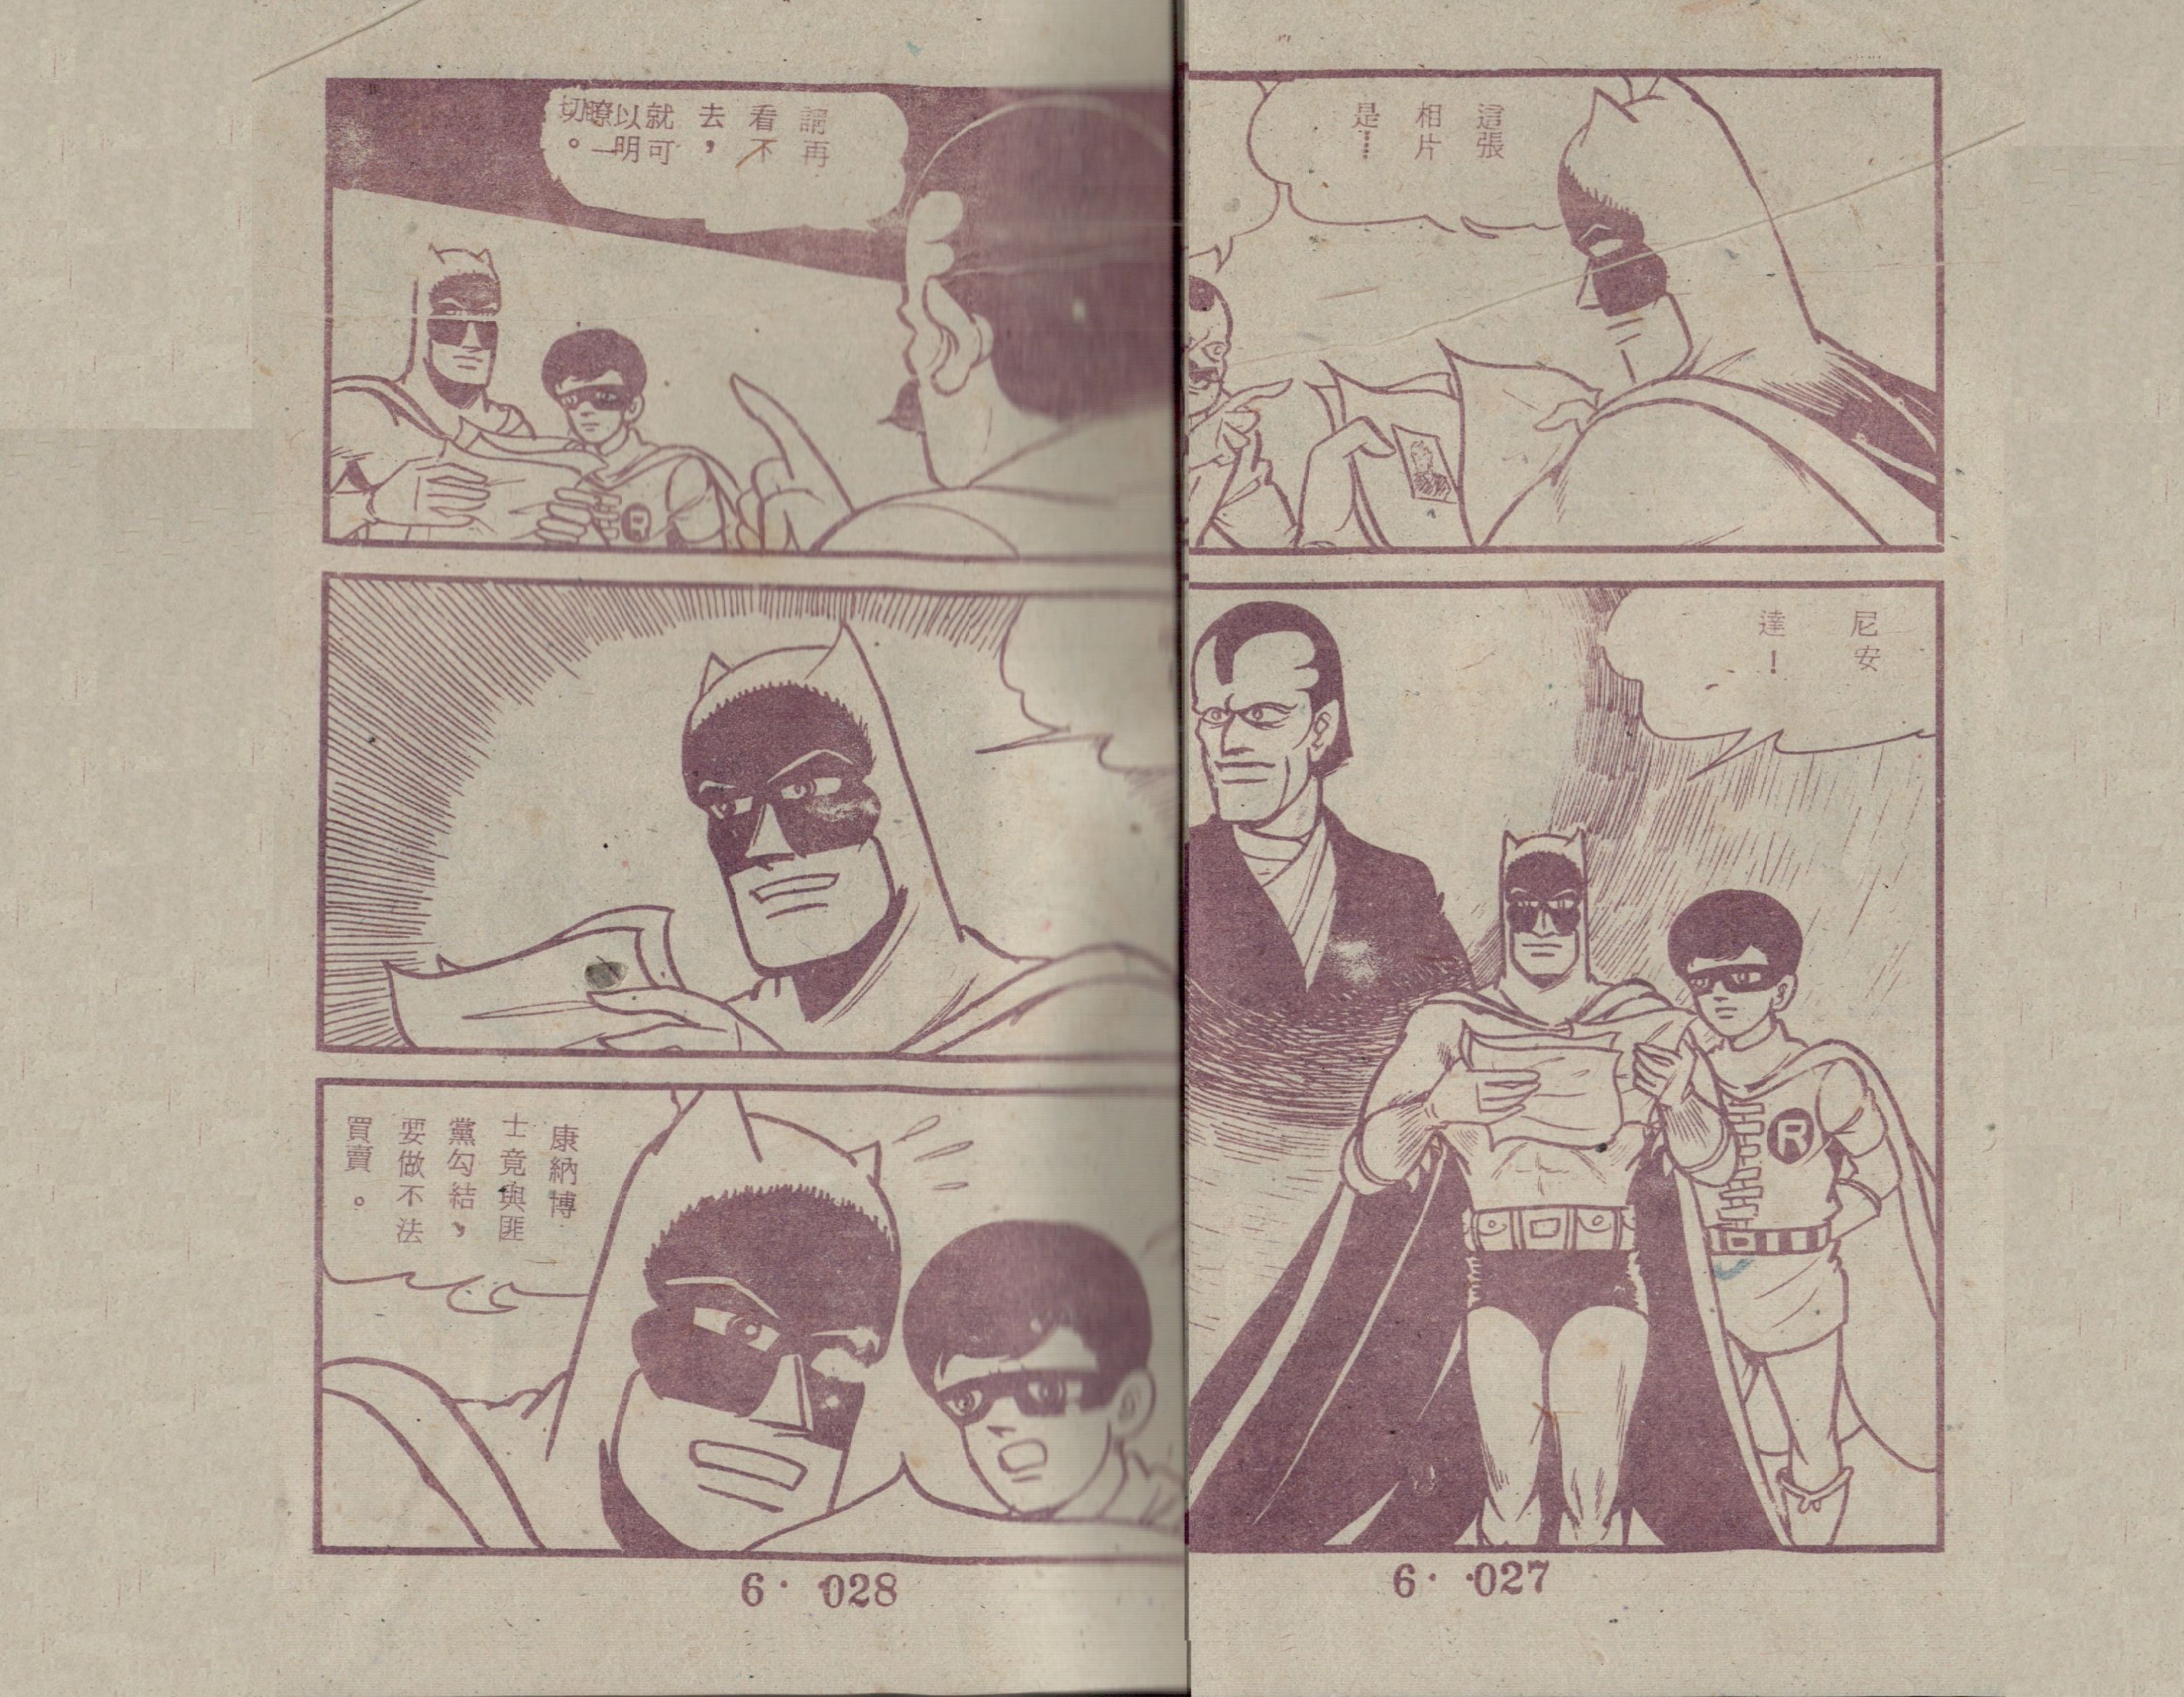 這張
相片
是……
尼安
達！
R
6·027
請再
看不
去，
就可
以明
瞭一
切。
R
康納博
士竟與匪
黨勾結，
要做不法
買賣。
6·028